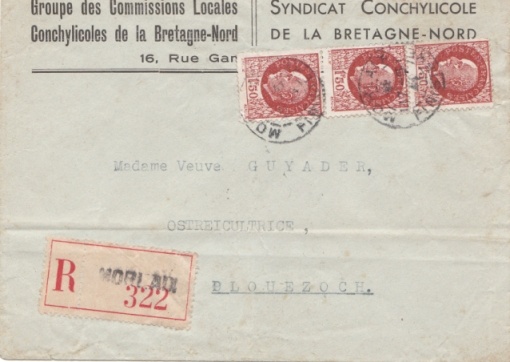 Groupe des Commissions Locales
Conchylicoles de la Bretagne-Nord
16, Rue Gam
SYNDICAT CONCHYLICOLE
DE LA BRETAGNE-NORD
Madame Veuve GUYADER,
OSTREICULTRICE,
PLOUEZOCH.
R MORLAIX
322